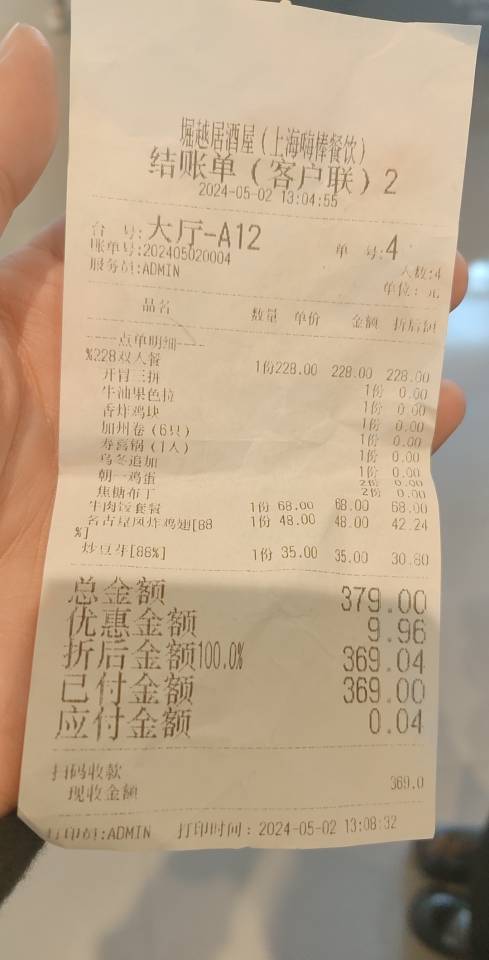 堀越居酒屋(上海嗨棒餐饮)
结账单(客户联)2
2024-05-02 13:04:55
台 号:大厅-A12 单 号:4
账单号:202405020004 人数:4
服务员:ADMIN 单位: 元
品名 数量 单价 金额 折后额
----点单明细----
%228双人餐 1份228.00 228.00 228.00
开胃三拼 1份 0.00
牛油果色拉 1份 0.00
香炸鸡块 1份 0.00
加州卷(6只) 1份 0.00
寿喜锅(1人) 1份 0.00
乌冬追加 1份 0.00
朝一鸡蛋 2份 0.00
焦糖布丁 2份 0.00
牛肉饭套餐 1份 68.00 68.00 68.00
名古屋风炸鸡翅[88 1份 48.00 48.00 42.24
%]
炒豆芽[88%] 1份 35.00 35.00 30.80
总金额 379.00
优惠金额 9.96
折后金额100.0% 369.04
已付金额 369.00
应付金额 0.04
扫码收款
现收金额 369.0
打印员:ADMIN 打印时间:2024-05-02 13:08:32